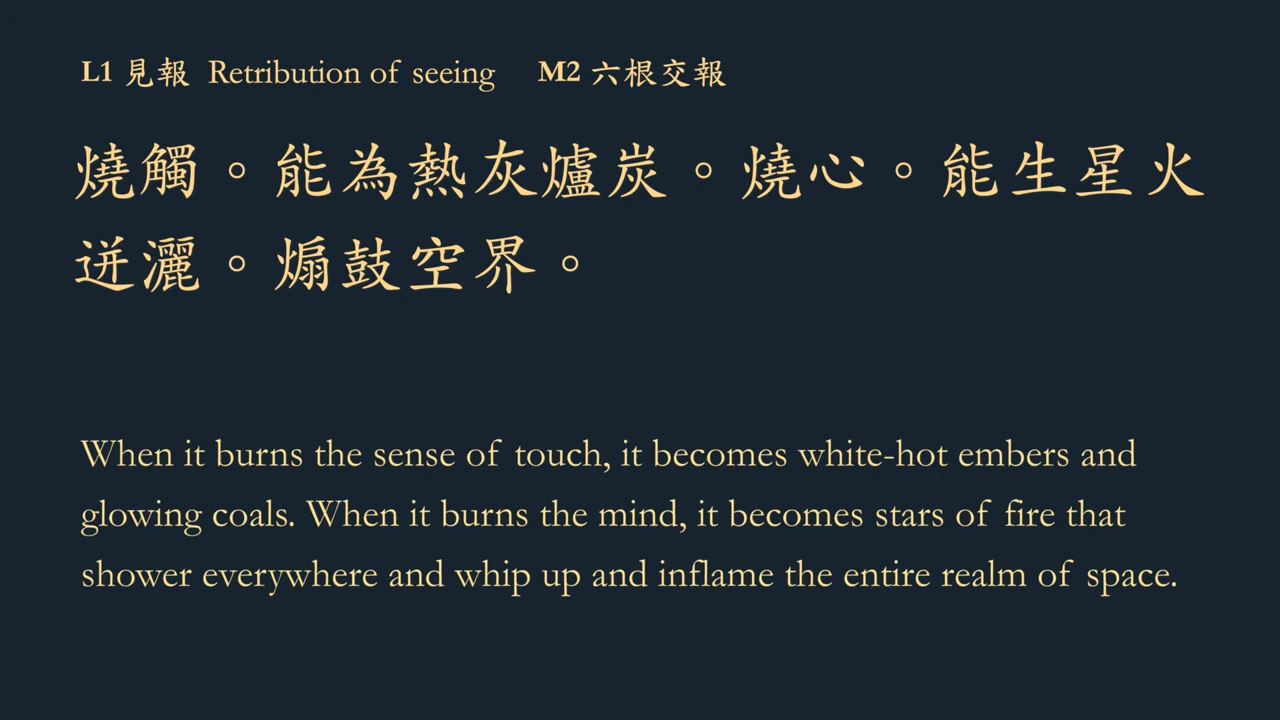 L1 見報 Retribution of seeing M2 六根交報
燒觸。能為熱灰爐炭。燒心。能生星火
迸灑。煽鼓空界。
When it burns the sense of touch, it becomes white-hot embers and
glowing coals. When it burns the mind, it becomes stars of fire that
shower everywhere and whip up and inflame the entire realm of space.